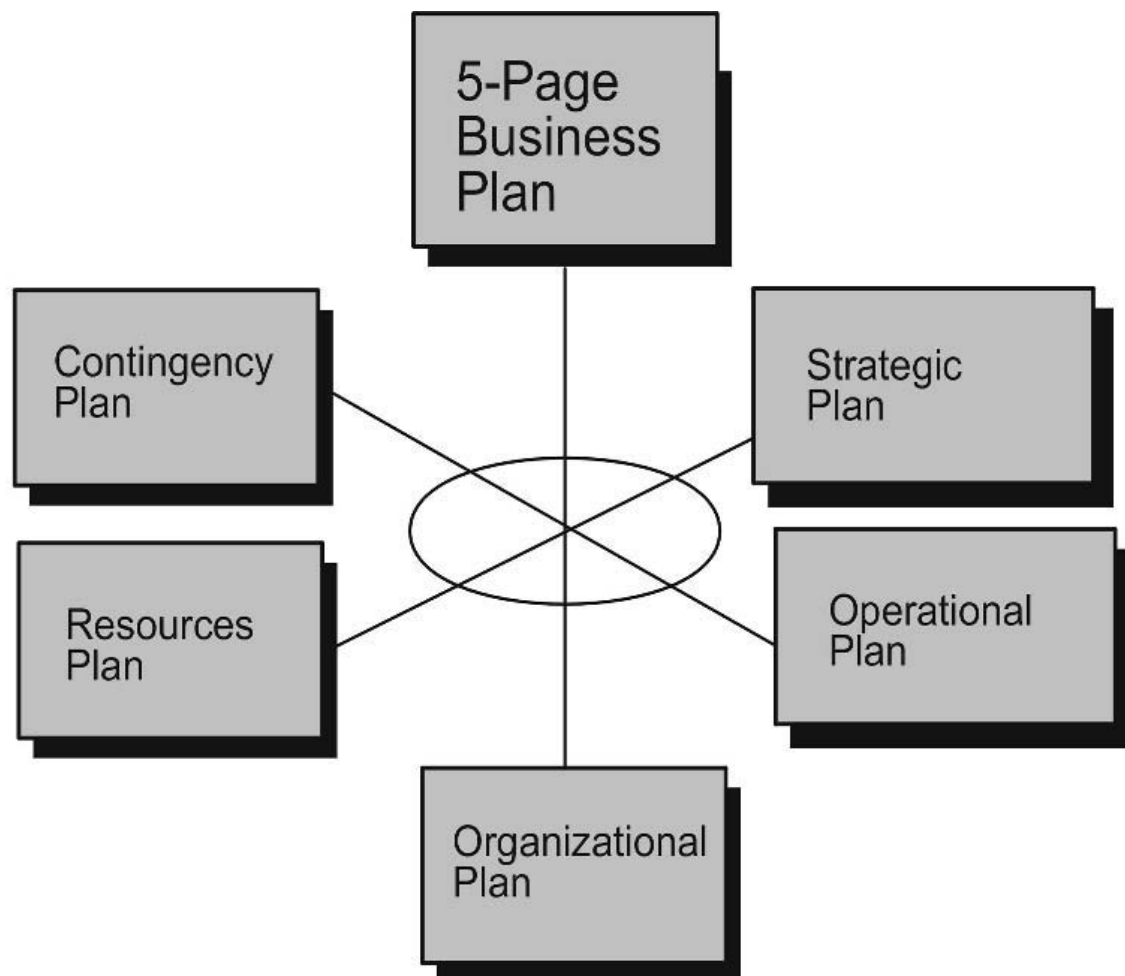 5-Page
Business
Plan
Contingency
Plan
Strategic
Plan
Resources
Plan
Operational
Plan
Organizational
Plan